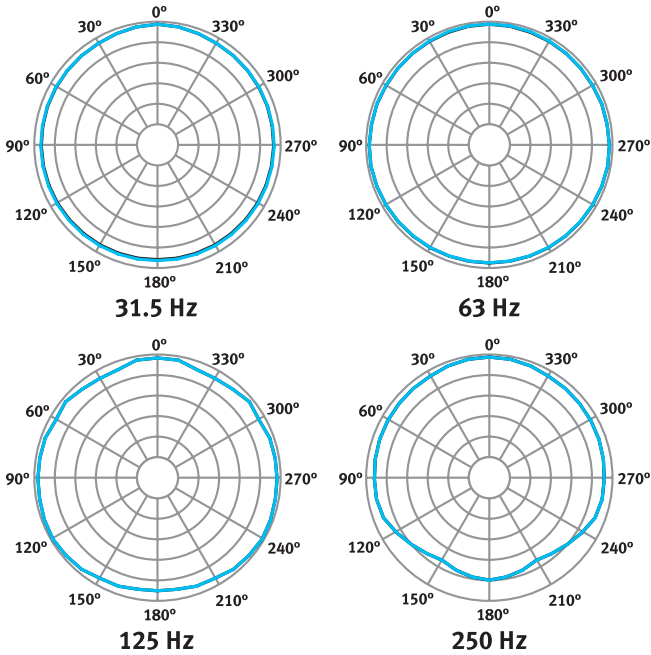 0º 0º
30º 330º 30º 330º
60º 300º 60º 300º
90º 270º 90º 270º
120º 240º 120º 240º
150º 210º 150º 210º
180º 180º
31.5 Hz 63 Hz
0º 0º
30º 330º 30º 330º
60º 300º 60º 300º
90º 270º 90º 270º
120º 240º 120º 240º
150º 210º 150º 210º
180º 180º
125 Hz 250 Hz